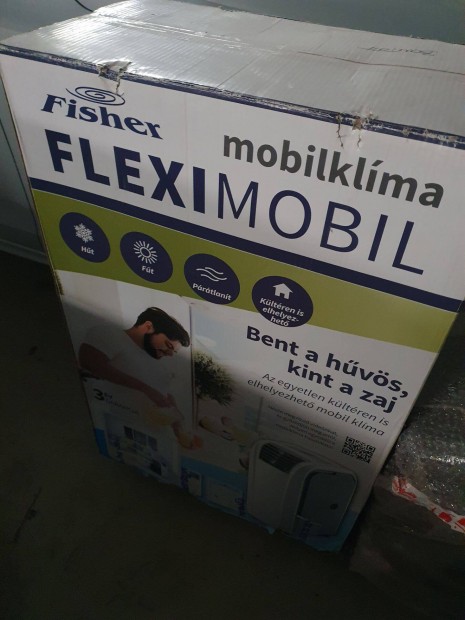 Fisher
mobilklíma
FLEXIMOBIL
Hűt
Fűt
Párátlanít
Kültéren is
elhelyez-
hető
Bent a hűvös,
kint a zaj
Az egyetlen kültéren is
elhelyezhető mobil klíma
3